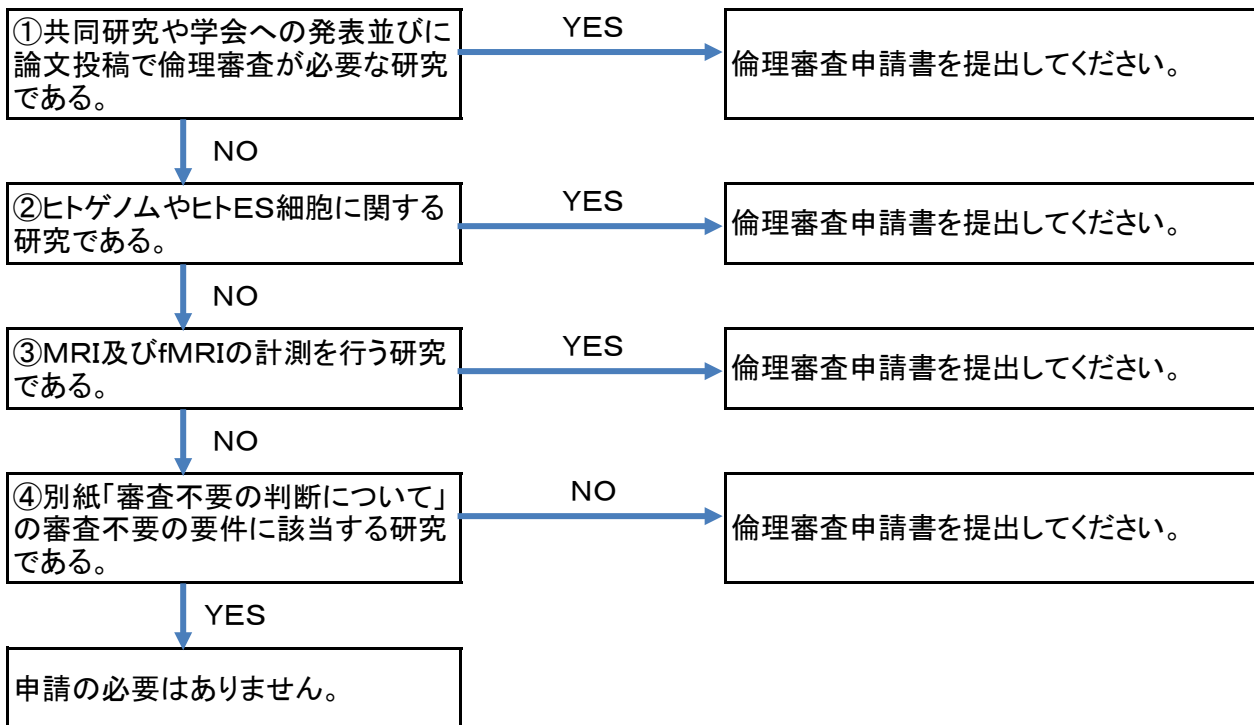 ①共同研究や学会への発表並びに
論文投稿で倫理審査が必要な研究
である。
YES
倫理審査申請書を提出してください。
NO
②ヒトゲノムやヒトES細胞に関する
研究である。
YES
倫理審査申請書を提出してください。
NO
③MRI及びfMRIの計測を行う研究
である。
YES
倫理審査申請書を提出してください。
NO
④別紙「審査不要の判断について」
の審査不要の要件に該当する研究
である。
NO
倫理審査申請書を提出してください。
YES
申請の必要はありません。